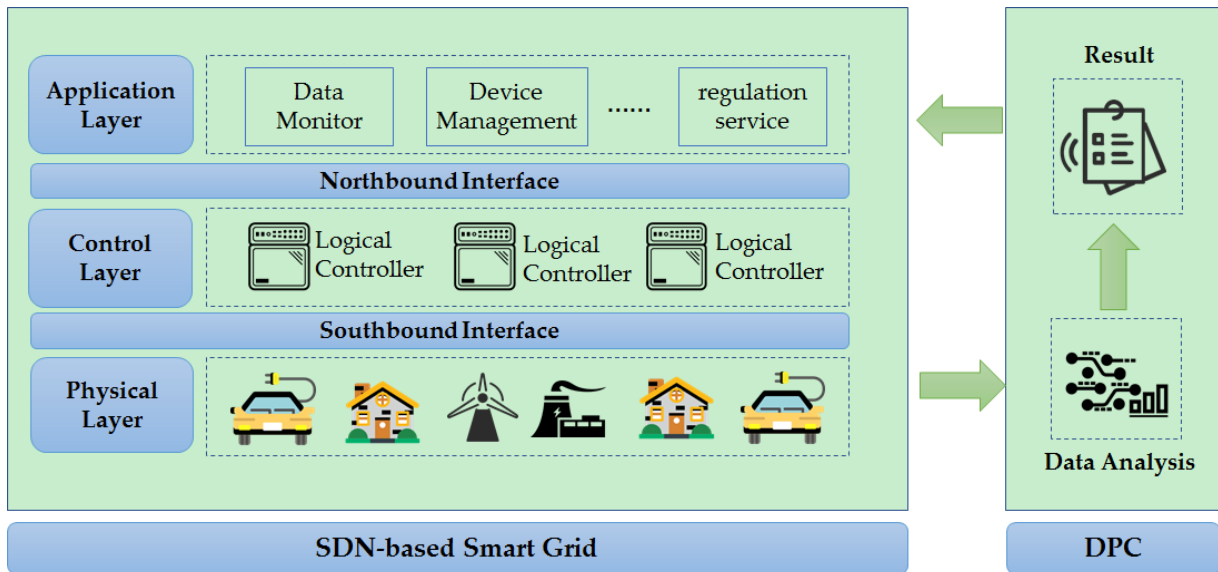 Application
Layer
Data
Monitor
Device
Management
......
regulation
service
Northbound Interface
Control
Layer
Logical
Controller
Logical
Controller
Logical
Controller
Southbound Interface
Physical
Layer
SDN-based Smart Grid
Result
Data Analysis
DPC